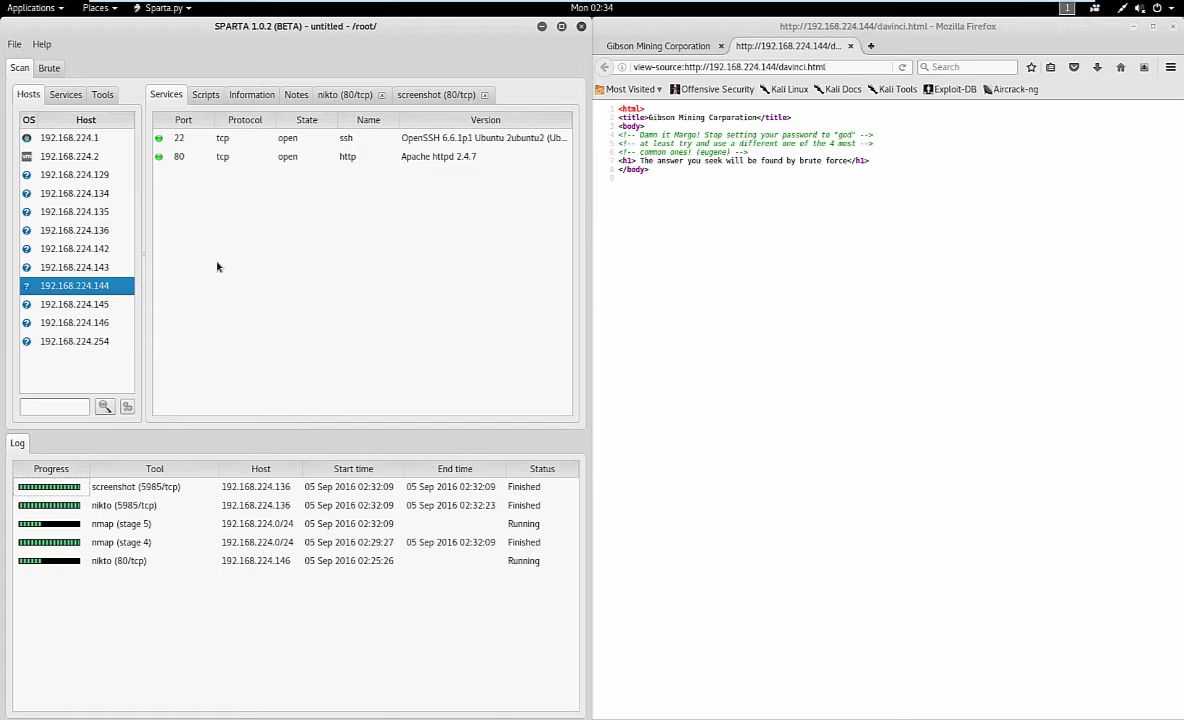 Applications Places Sparta.py Mon 02:34 1
SPARTA 1.0.2 (BETA) - untitled - /root/
File Help
Scan Brute
Hosts Services Tools
OS Host
192.168.224.1
vm 192.168.224.2
? 192.168.224.129
? 192.168.224.134
? 192.168.224.135
? 192.168.224.136
? 192.168.224.142
? 192.168.224.143
? 192.168.224.144
? 192.168.224.145
? 192.168.224.146
? 192.168.224.254
Services Scripts Information Notes nikto (80/tcp) screenshot (80/tcp)
Port Protocol State Name Version
22 tcp open ssh OpenSSH 6.6.1p1 Ubuntu 2ubuntu2 (Ub...
80 tcp open http Apache httpd 2.4.7
Log
Progress Tool Host Start time End time Status
screenshot (5985/tcp) 192.168.224.136 05 Sep 2016 02:32:09 05 Sep 2016 02:32:09 Finished
nikto (5985/tcp) 192.168.224.136 05 Sep 2016 02:32:09 05 Sep 2016 02:32:23 Finished
nmap (stage 5) 192.168.224.0/24 05 Sep 2016 02:32:09 Running
nmap (stage 4) 192.168.224.0/24 05 Sep 2016 02:29:27 05 Sep 2016 02:32:09 Finished
nikto (80/tcp) 192.168.224.146 05 Sep 2016 02:25:26 Running
http://192.168.224.144/davinci.html - Mozilla Firefox
Gibson Mining Corporation × http://192.168.224.144/d... ×
view-source:http://192.168.224.144/davinci.html Search
Most Visited Offensive Security Kali Linux Kali Docs Kali Tools Exploit-DB Aircrack-ng
1 <html>
2 <title>Gibson Mining Corporation</title>
3 <body>
4 <!-- Damn it Margo! Stop setting your password to "god" -->
5 <!-- at least try and use a different one of the 4 most -->
6 <!-- common ones! (eugene) -->
7 <h1> The answer you seek will be found by brute force</h1>
8 </body>
9